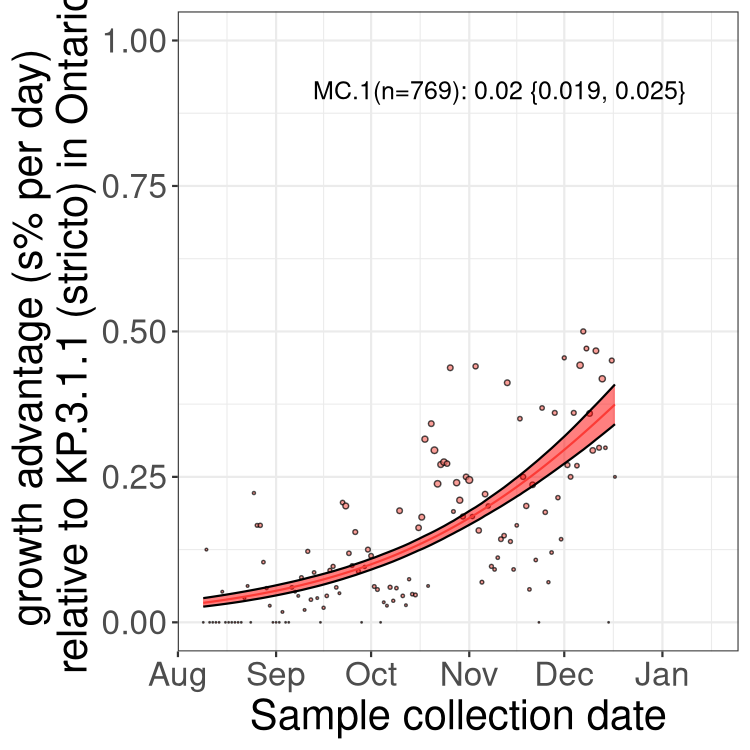 growth advantage (s% per day)
relative to KP.3.1.1 (stricto) in Ontario
1.00
0.75
0.50
0.25
0.00
MC.1(n=769): 0.02 {0.019, 0.025}
Aug Sep Oct Nov Dec Jan
Sample collection date